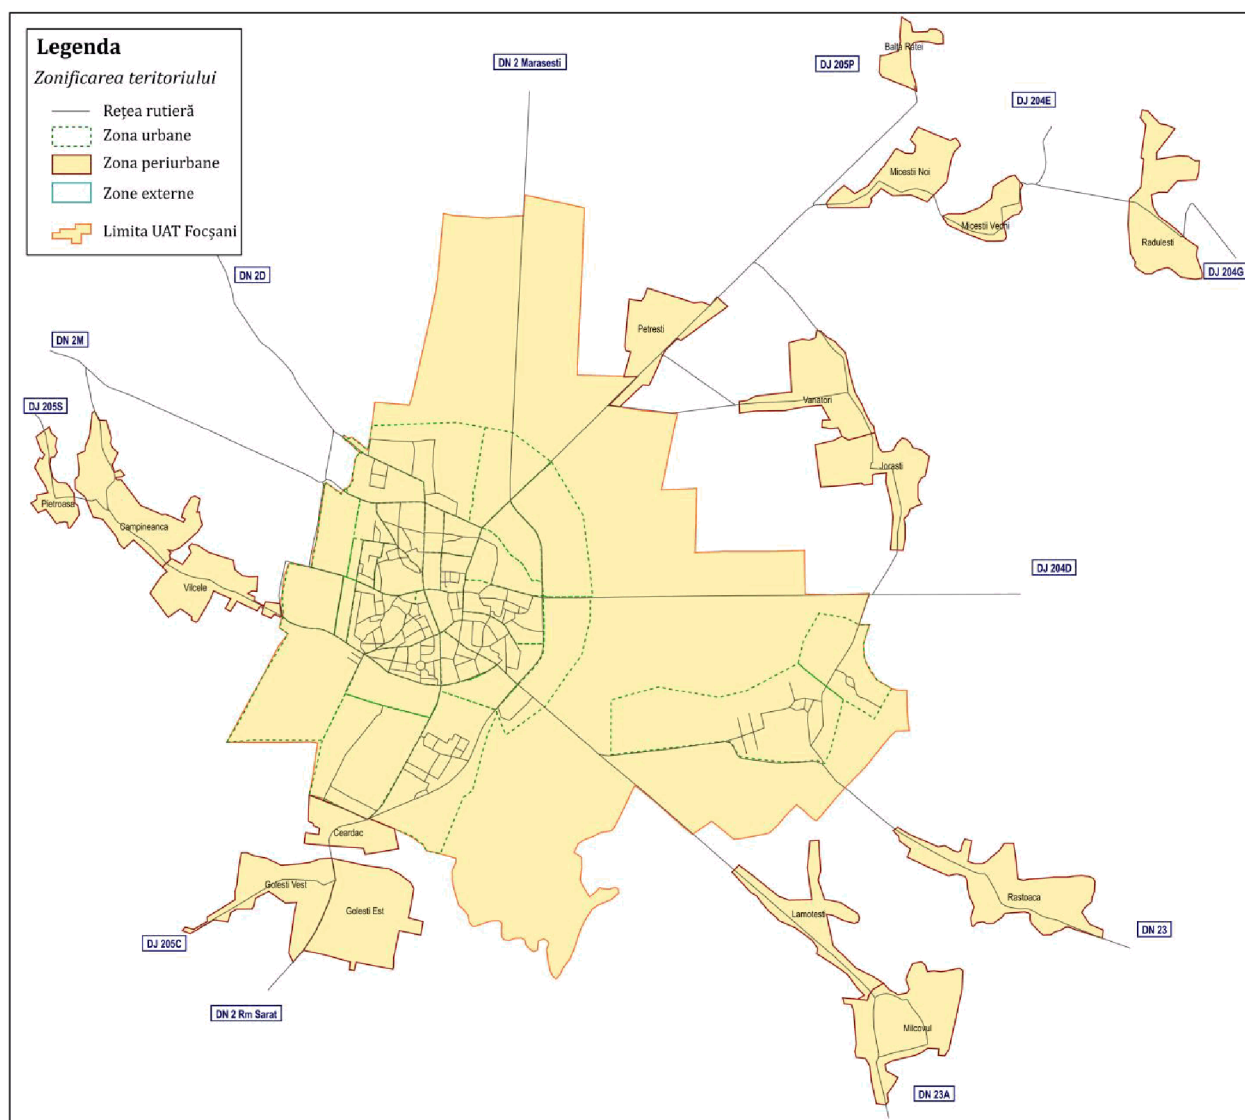 Legenda
Zonificarea teritoriului
Rețea rutieră
Zona urbane
Zona periurbane
Zone externe
Limita UAT Focșani
DN 2 Marasesti
DJ 205P
Balta Ratei
DJ 204E
Micestii Noi
Micestii Vechi
Radulesti
DJ 204G
DN 2D
DN 2M
Petresti
DJ 205S
Vanatori
Jorasti
Pietroasa
Campineanca
Vilcele
DJ 204D
Ceardac
Golesti Vest
Golesti Est
Rastoaca
Lamotesti
DJ 205C
DN 23
DN 2 Rm Sarat
Milcovul
DN 23A